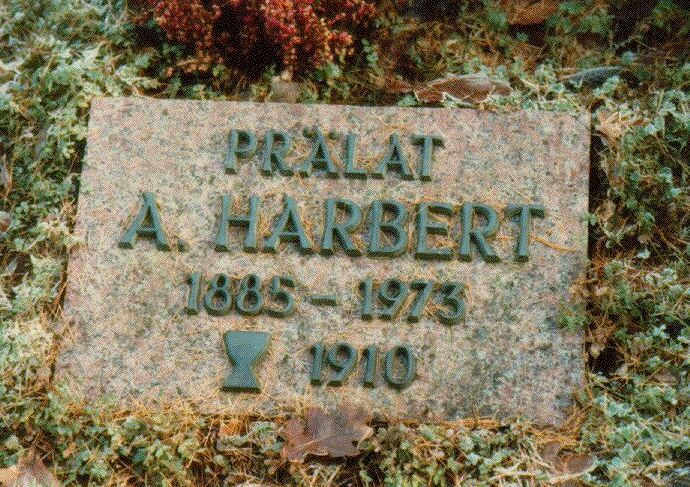 PRÄLAT
A. HARBERT
1885 – 1973
1910